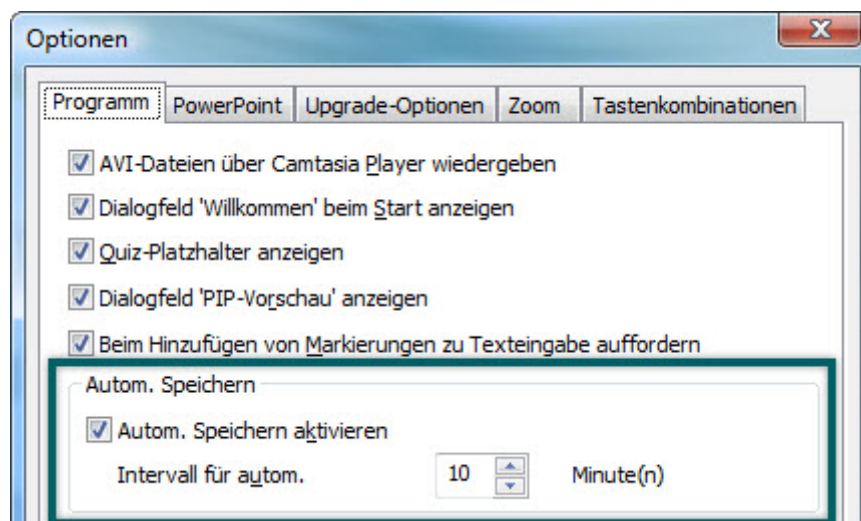 Optionen
Programm PowerPoint Upgrade-Optionen Zoom Tastenkombinationen
AVI-Dateien über Camtasia Player wiedergeben
Dialogfeld 'Willkommen' beim Start anzeigen
Quiz-Platzhalter anzeigen
Dialogfeld 'PIP-Vorschau' anzeigen
Beim Hinzufügen von Markierungen zu Texteingabe auffordern
Autom. Speichern
Autom. Speichern aktivieren
Intervall für autom. 10 Minute(n)